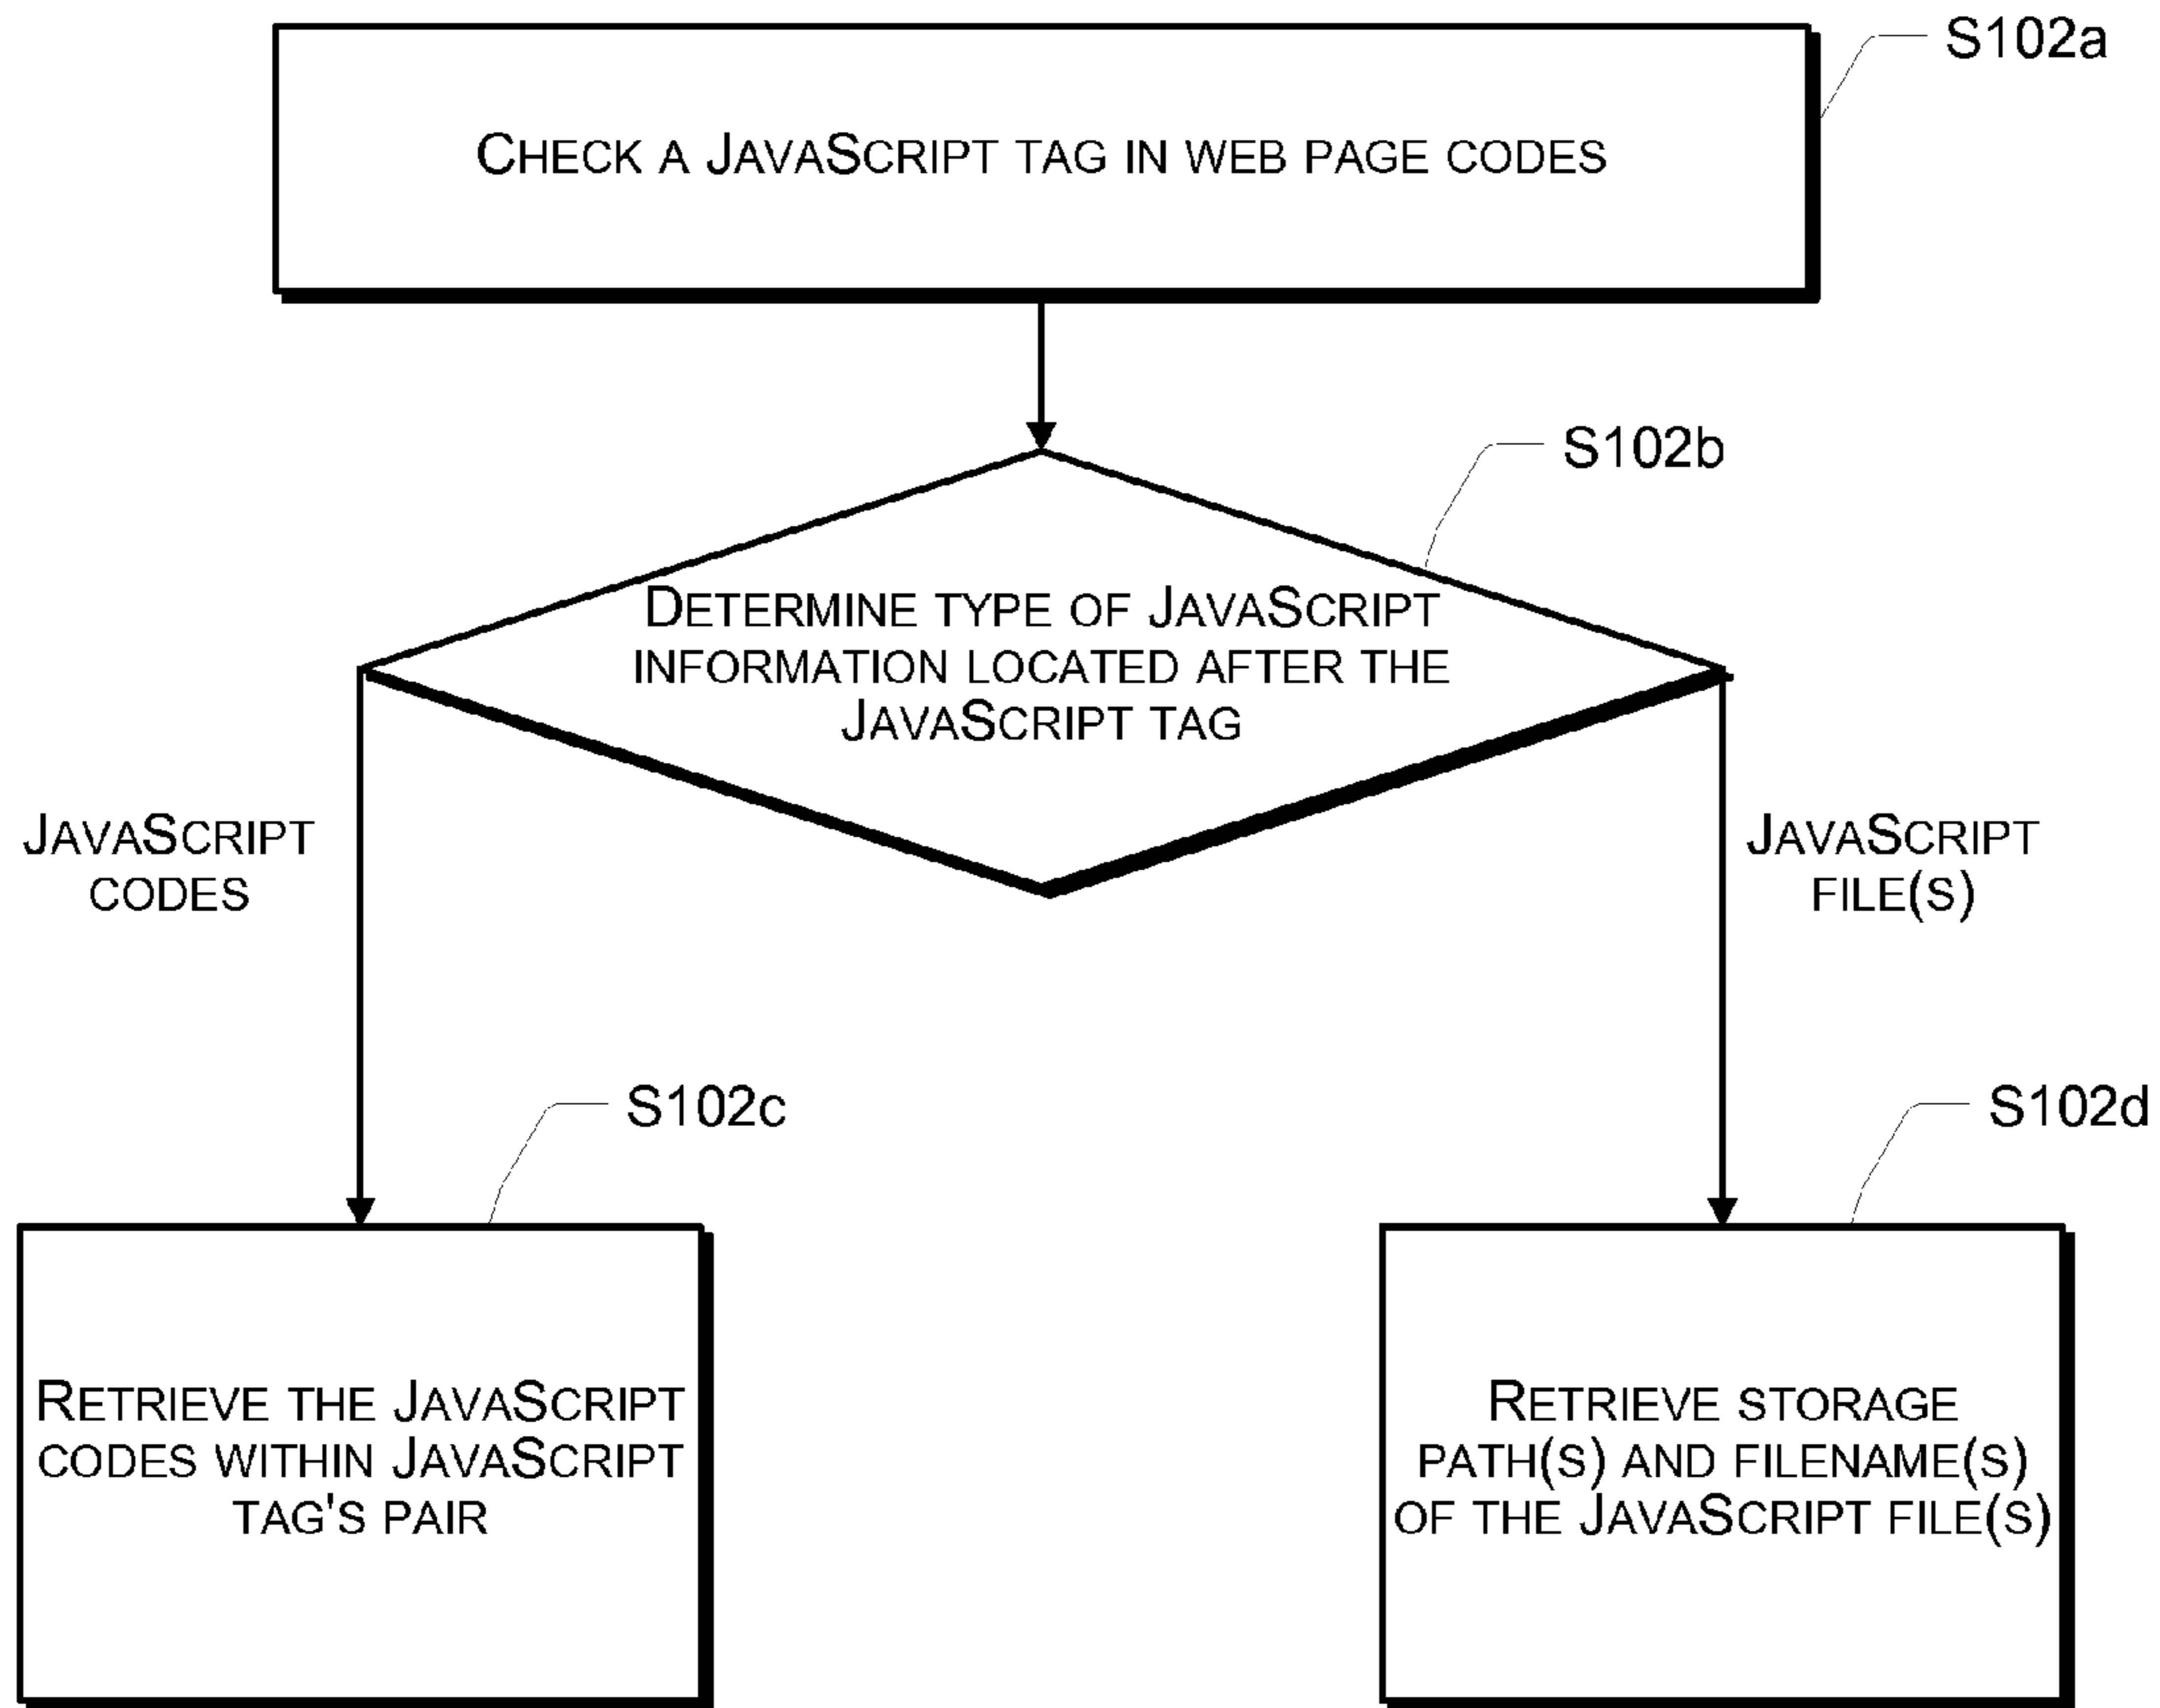 S102a
CHECK A JAVASCRIPT TAG IN WEB PAGE CODES
S102b
DETERMINE TYPE OF JAVASCRIPT
INFORMATION LOCATED AFTER THE
JAVASCRIPT TAG
JAVASCRIPT
CODES
JAVASCRIPT
FILE(S)
S102c
S102d
RETRIEVE THE JAVASCRIPT
CODES WITHIN JAVASCRIPT
TAG'S PAIR
RETRIEVE STORAGE
PATH(S) AND FILENAME(S)
OF THE JAVASCRIPT FILE(S)